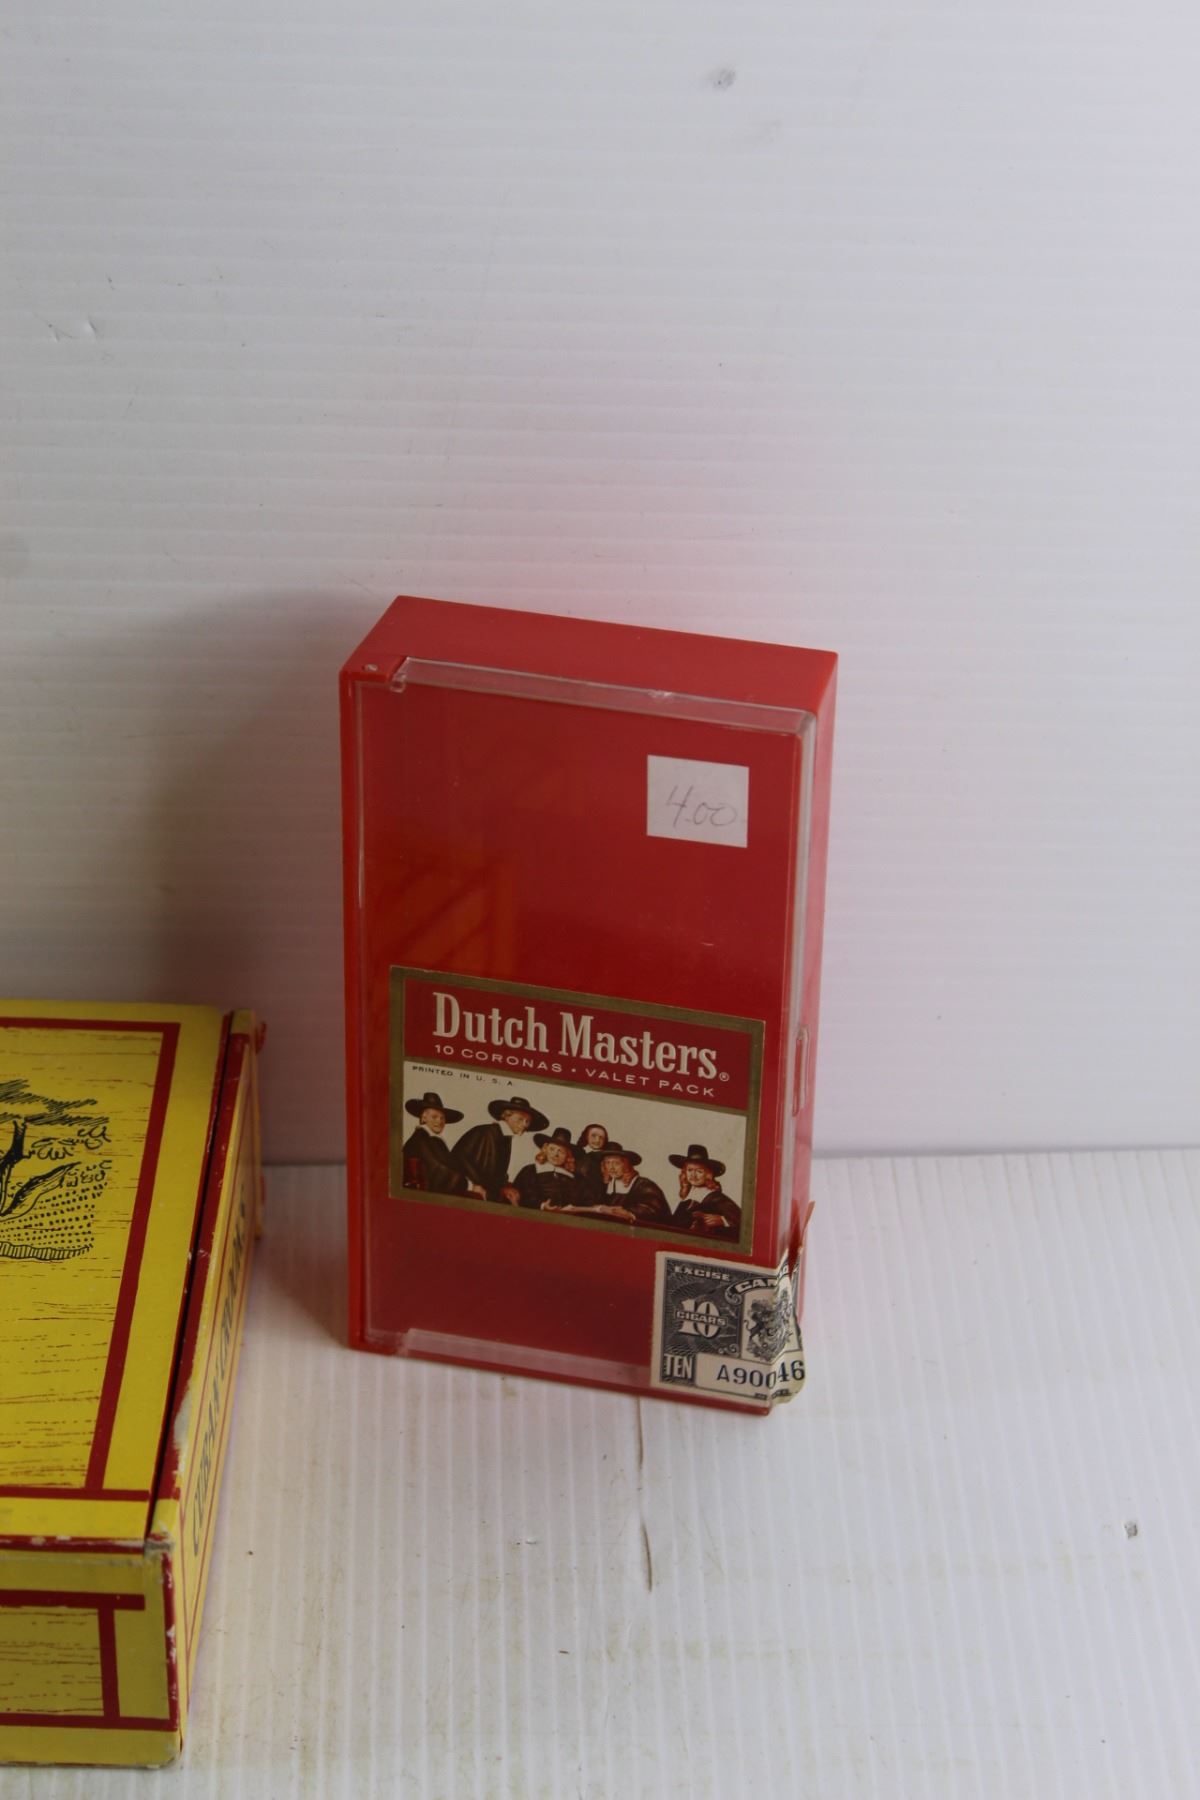 4.00
Dutch Masters®
10 CORONAS • VALET PACK
PRINTED IN U. S. A.
EXCISE
10
CIGARS
TEN
A90046